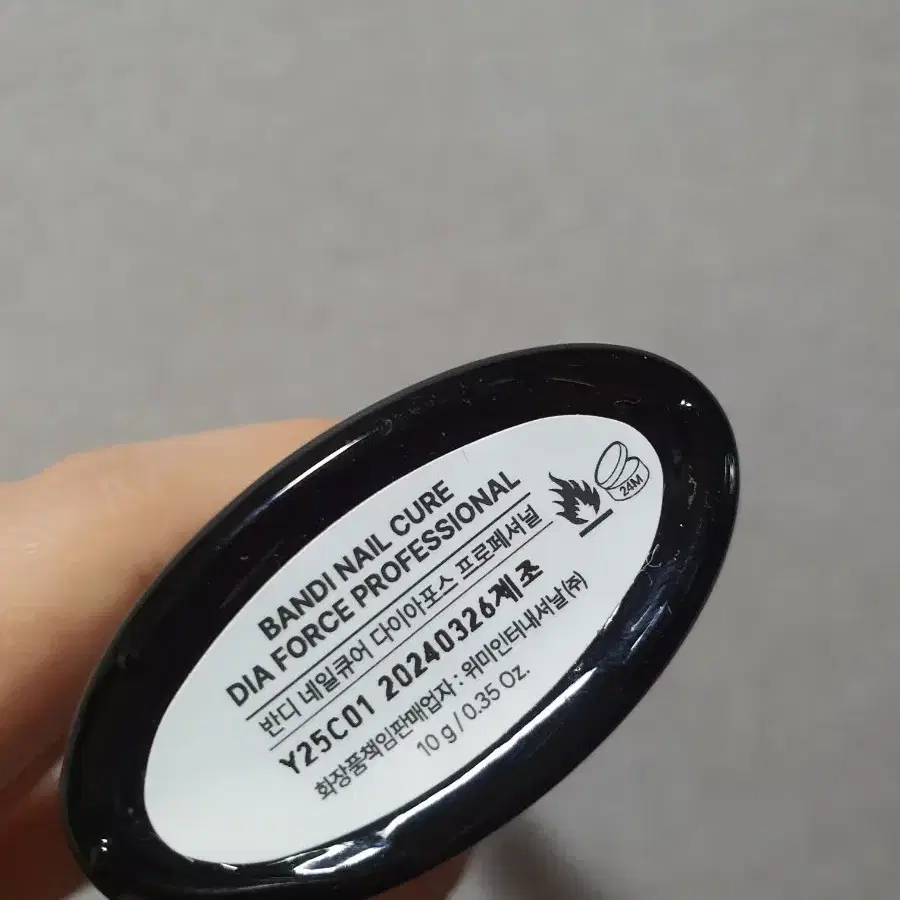 BANDI NAIL CURE
DIA FORCE PROFESSIONAL
반디 네일큐어 다이아포스 프로페셔널
Y25C01 20240326제조
화장품책임판매업자 : 위미인터내셔날(주)
10 g / 0.35 Oz.
24M